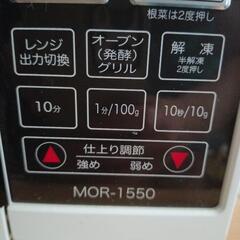 根菜は2度押し
レンジ
出力切換
オーブン
(発酵)
グリル
解凍
半解凍
2度押し
10分
1分/100g
10秒/10g
仕上り調節
強め 弱め
MOR-1550